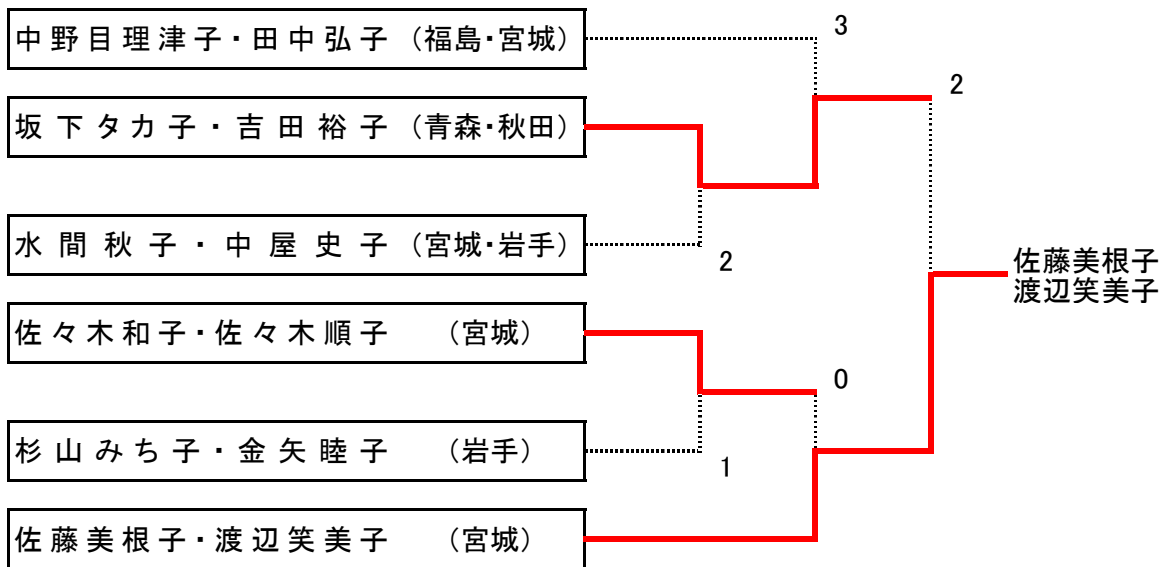 中野目理津子・田中弘子（福島・宮城）
3
2
坂下タカ子・吉田裕子（青森・秋田）
水間秋子・中屋史子（宮城・岩手）
2
佐藤美根子
渡辺笑美子
佐々木和子・佐々木順子（宮城）
0
杉山みち子・金矢睦子（岩手）
1
佐藤美根子・渡辺笑美子（宮城）